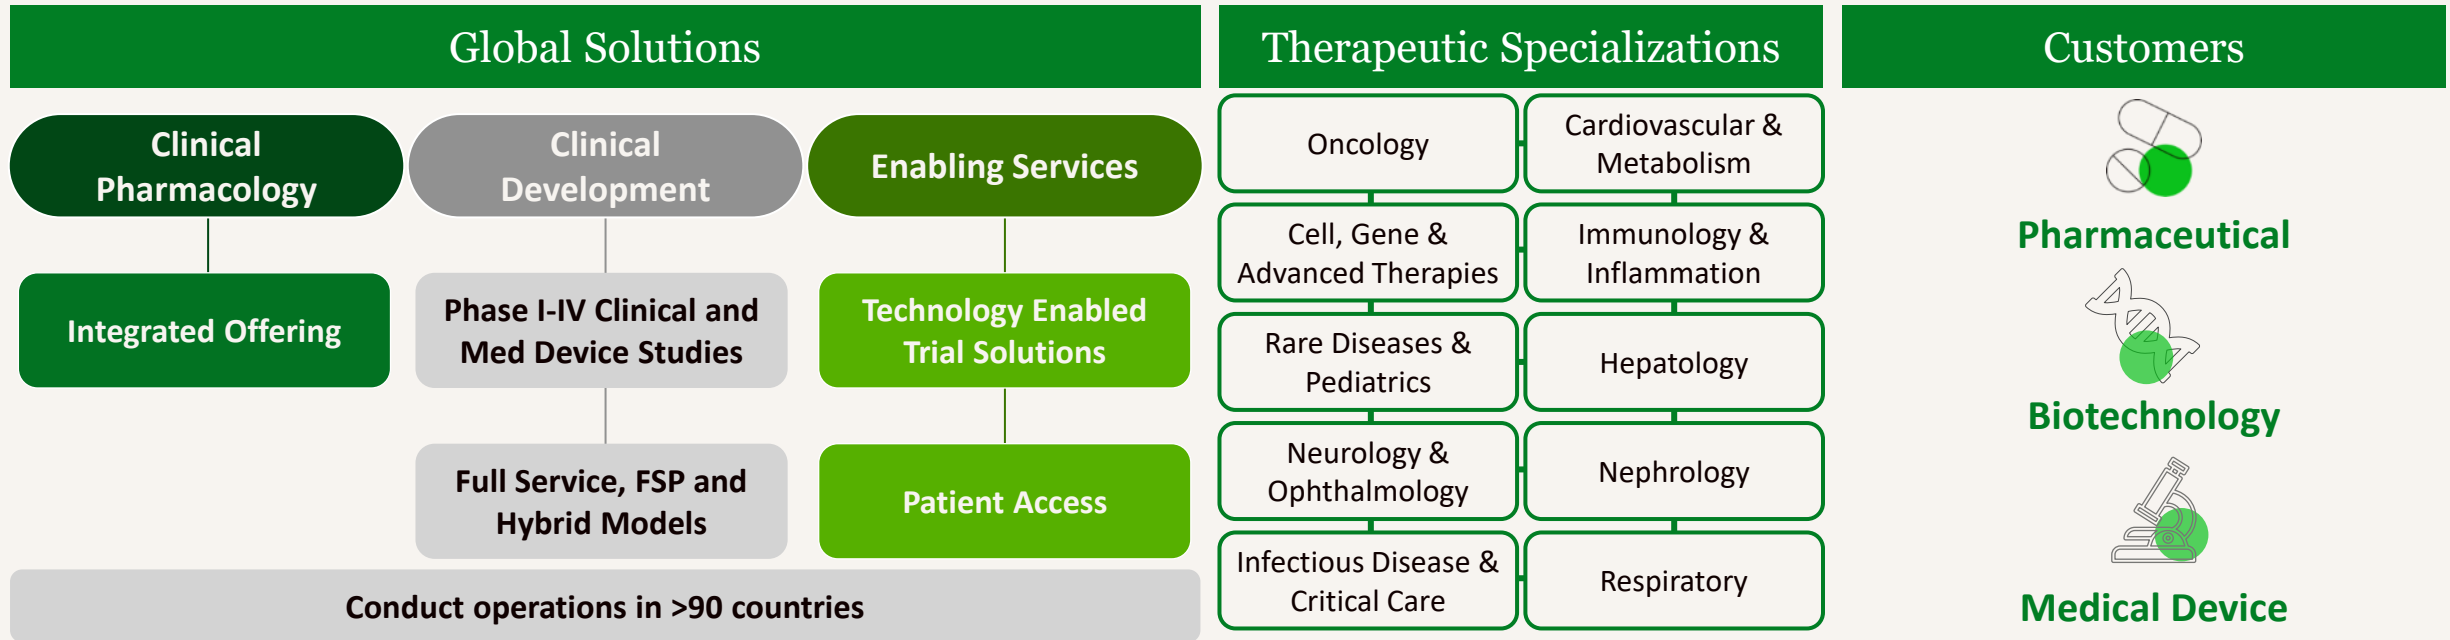 Global Solutions
Clinical
Pharmacology
Integrated Offering
Clinical
Development
Phase I-IV Clinical and
Med Device Studies
Full Service, FSP and
Hybrid Models
Enabling Services
Technology Enabled
Trial Solutions
Patient Access
Conduct operations in >90 countries
Therapeutic Specializations
Oncology
Cardiovascular &
Metabolism
Cell, Gene &
Advanced Therapies
Immunology &
Inflammation
Rare Diseases &
Pediatrics
Hepatology
Neurology &
Ophthalmology
Nephrology
Infectious Disease &
Critical Care
Respiratory
Customers
Pharmaceutical
Biotechnology
Medical Device